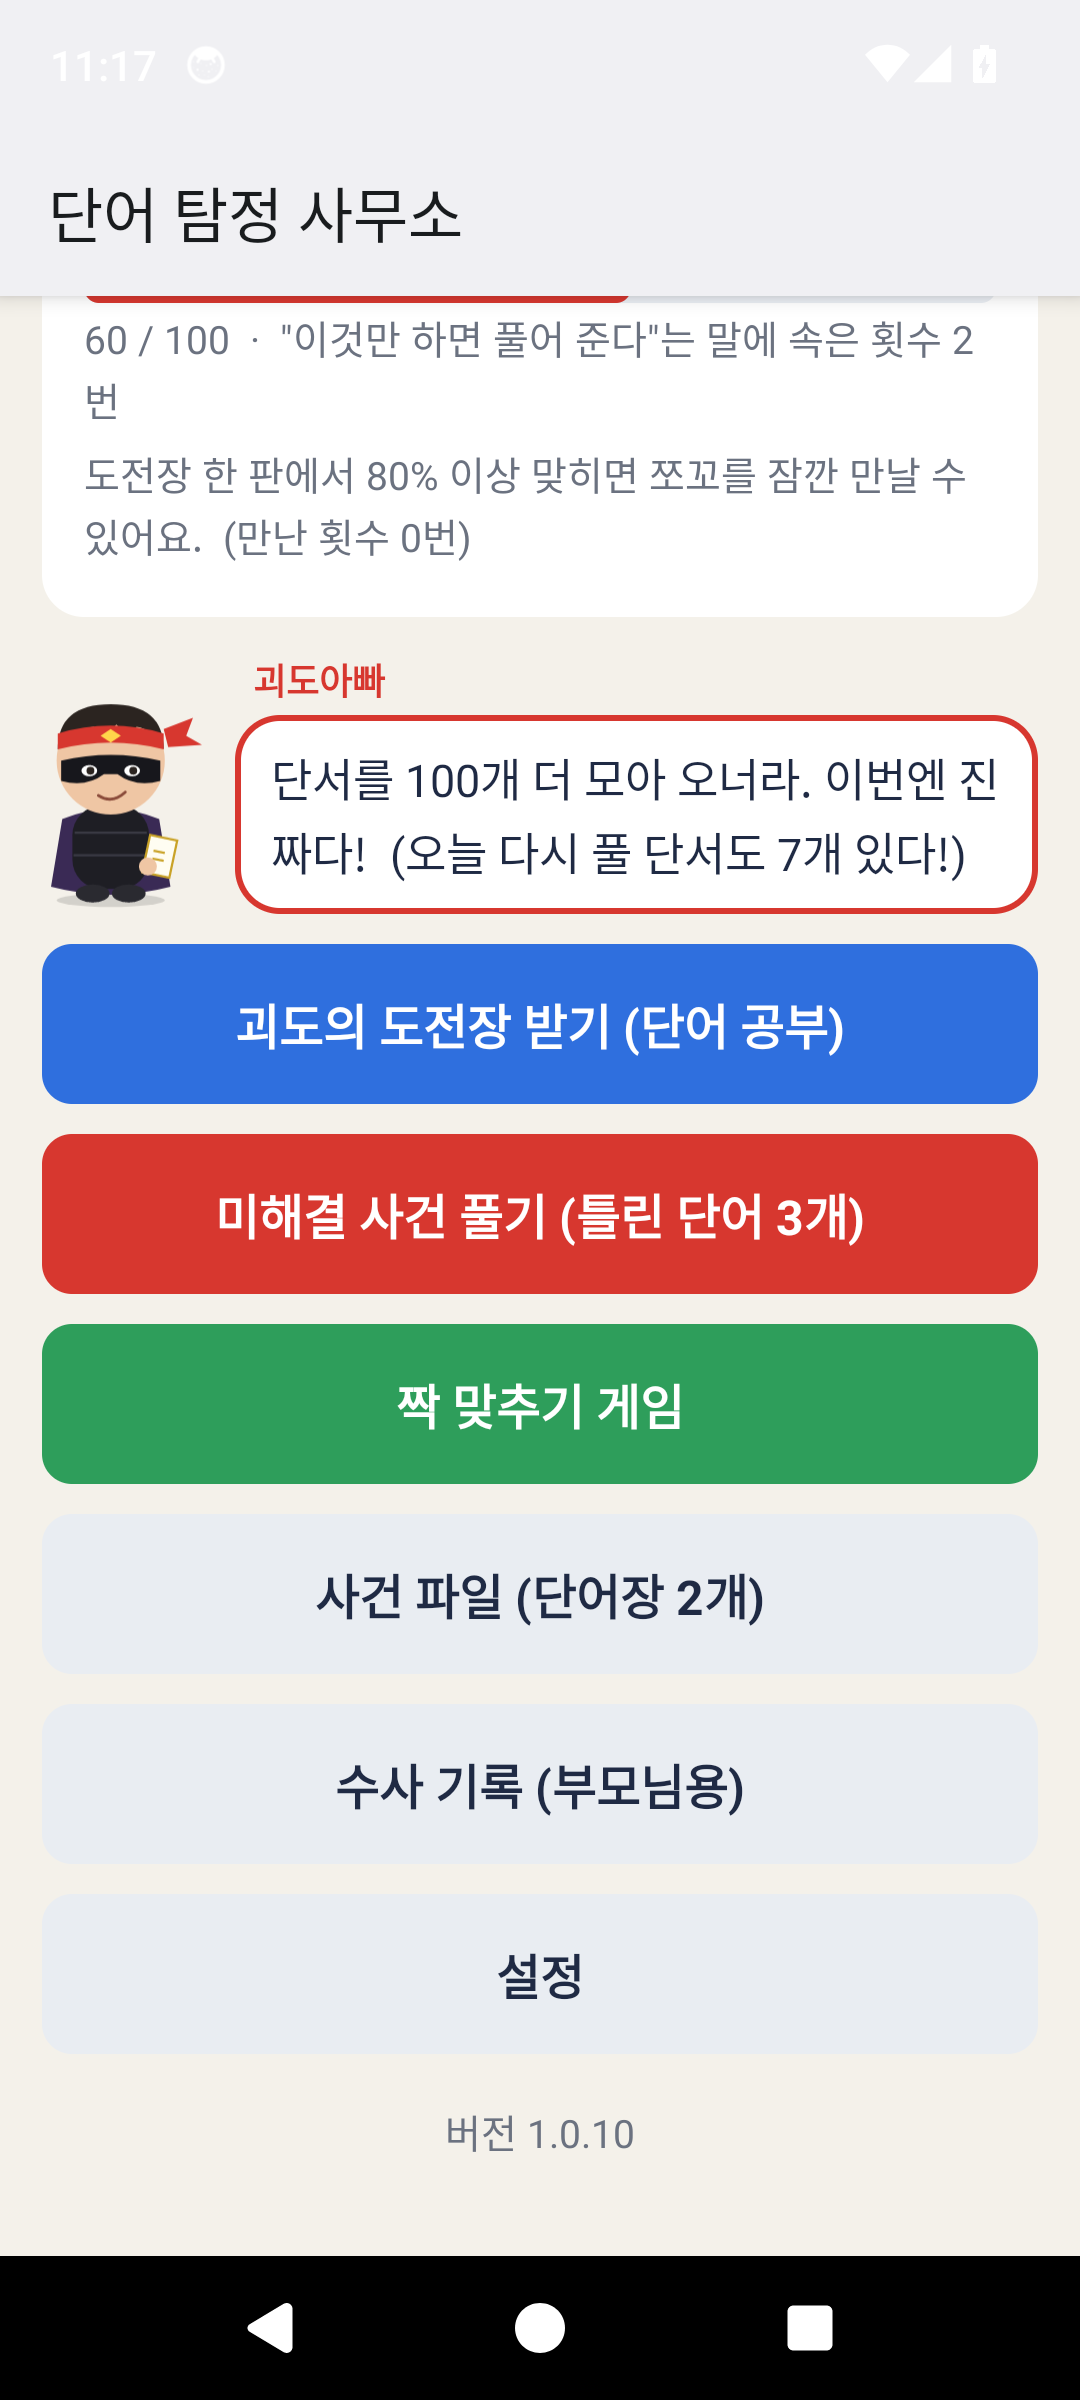 11:17
단어 탐정 사무소
60 / 100 · "이것만 하면 풀어 준다"는 말에 속은 횟수 2
번
도전장 한 판에서 80% 이상 맞히면 쪼꼬를 잠깐 만날 수
있어요. (만난 횟수 0번)
괴도아빠
단서를 100개 더 모아 오너라. 이번엔 진
짜다! (오늘 다시 풀 단서도 7개 있다!)
괴도의 도전장 받기 (단어 공부)
미해결 사건 풀기 (틀린 단어 3개)
짝 맞추기 게임
사건 파일 (단어장 2개)
수사 기록 (부모님용)
설정
버전 1.0.10